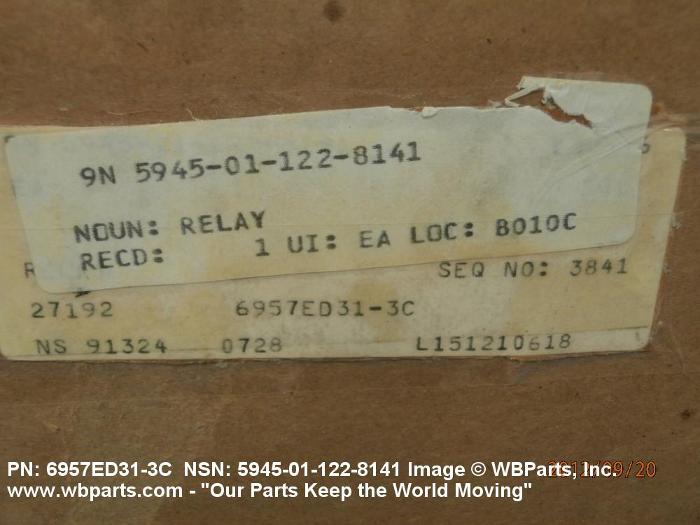 9N 5945-01-122-8141
NOUN: RELAY
RECD: 1 UI: EA LOC: B010C
SEQ NO: 3841
27192 6957ED31-3C
NS 91324 0728 L151210618
PN: 6957ED31-3C NSN: 5945-01-122-8141 Image © WBParts, Inc.
www.wbparts.com - "Our Parts Keep the World Moving"